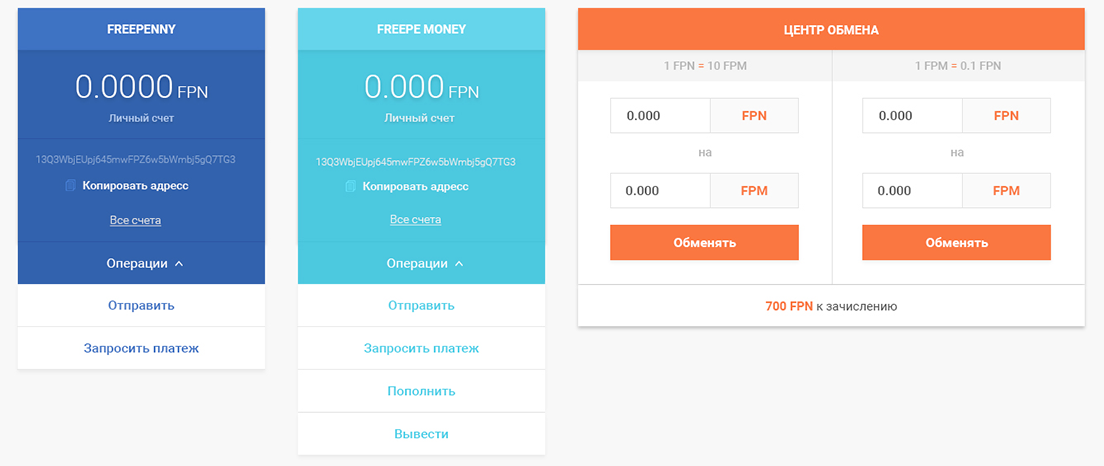 FREEPENNY
0.0000 FPN
Личный счет
13Q3WbjEUpj645mwFPZ6w5bWmbj5gQ7TG3
Копировать адресс
Все счета
Операции
Отправить
Запросить платеж
FREEPE MONEY
0.000 FPN
Личный счет
13Q3WbjEUpj645mwFPZ6w5bWmbj5gQ7TG3
Копировать адресс
Все счета
Операции
Отправить
Запросить платеж
Пополнить
Вывести
ЦЕНТР ОБМЕНА
1 FPN = 10 FPM
0.000 FPN
на
0.000 FPM
Обменять
1 FPM = 0.1 FPN
0.000 FPN
на
0.000 FPM
Обменять
700 FPN к зачислению